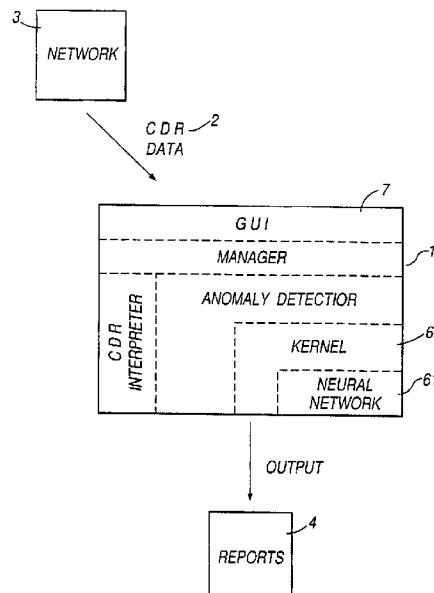 3
NETWORK
CDR 2
DATA
7
GUI
MANAGER
1
CDR
INTERPRETER
ANOMALY DETECTIOR
KERNEL
6
NEURAL
NETWORK
61
OUTPUT
4
REPORTS